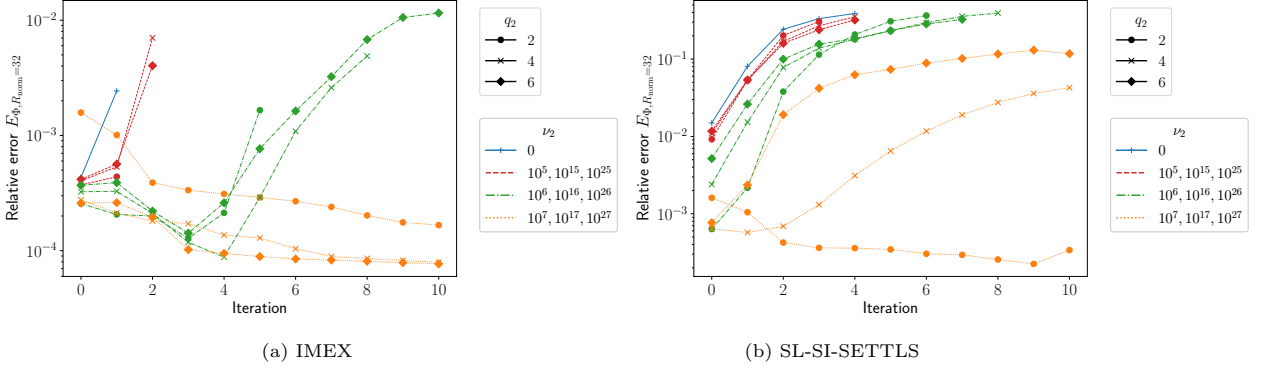 Relative error E_{Φ,R_norm=32}
10^{-2}
10^{-3}
10^{-4}
0 2 4 6 8 10
Iteration
q_2
2
4
6
ν_2
0
10^5, 10^{15}, 10^{25}
10^6, 10^{16}, 10^{26}
10^7, 10^{17}, 10^{27}
(a) IMEX
Relative error E_{Φ,R_norm=32}
10^{-1}
10^{-2}
10^{-3}
0 2 4 6 8 10
Iteration
q_2
2
4
6
ν_2
0
10^5, 10^{15}, 10^{25}
10^6, 10^{16}, 10^{26}
10^7, 10^{17}, 10^{27}
(b) SL-SI-SETTLS